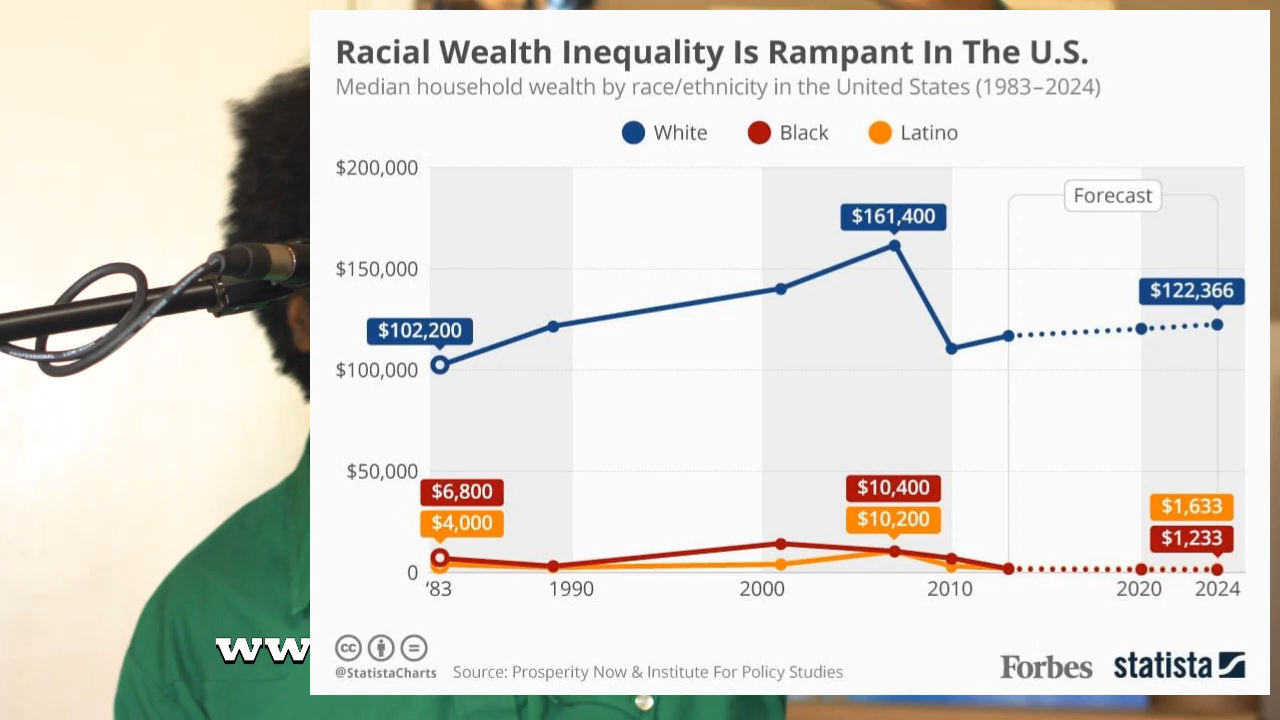 Racial Wealth Inequality Is Rampant In The U.S.
Median household wealth by race/ethnicity in the United States (1983–2024)
White Black Latino
$200,000
Forecast
$161,400
$150,000
$122,366
$102,200
$100,000
$50,000
$6,800
$10,400
$4,000
$10,200
$1,633
$1,233
0
'83 1990 2000 2010 2020 2024
ww
cc
@StatistaCharts Source: Prosperity Now & Institute For Policy Studies
Forbes statista